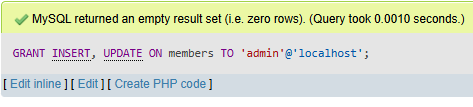 MySQL returned an empty result set (i.e. zero rows). (Query took 0.0010 seconds.)
GRANT INSERT, UPDATE ON members TO 'admin'@'localhost';
[ Edit inline ] [ Edit ] [ Create PHP code ]